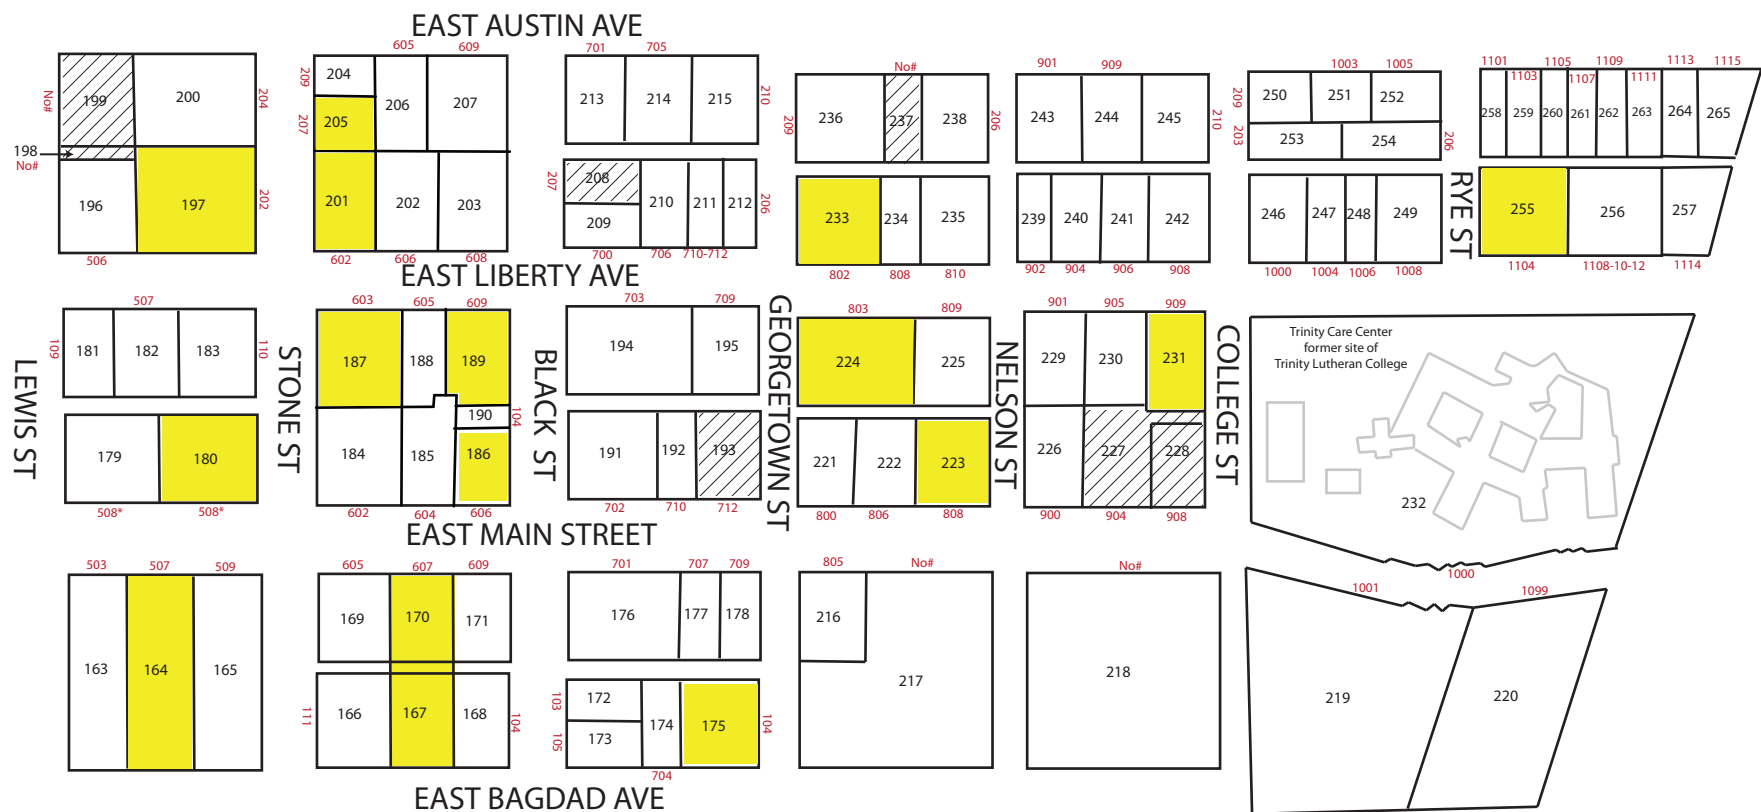 EAST AUSTIN AVE
605 609 701 705 No# 901 909 1003 1005 1101 1103 1105 1107 1109 1111 1113 1115
No# 199 200 204
209 204 206 207
207 205
213 214 215 210
209 236 237 238 206
243 244 245 210
209 250 251 252
203 253 254 206
258 259 260 261 262 263 264 265
198
No#
196 197 202
201 202 203
207 208
209 210 211 212 206
233 234 235
239 240 241 242
246 247 248 249
RYE ST
255 256 257
506 602 606 608 700 706 710-712 802 808 810 902 904 906 908 1000 1004 1006 1008 1104 1108-10-12 1114
EAST LIBERTY AVE
507 603 605 609 703 709 803 809 901 905 909
LEWIS ST
109 181 182 183 110
STONE ST
187 188 189
190 104
BLACK ST
194 195
GEORGETOWN ST
224 225
NELSON ST
229 230 231
COLLEGE ST
Trinity Care Center
former site of
Trinity Lutheran College
179 180
184 185 186
191 192 193
221 222 223
226 227 228
232
508* 508* 602 604 606 702 710 712 800 806 808 900 904 908
EAST MAIN STREET
503 507 509 605 607 609 701 707 709 805 No# No# 1001 1000 1099
163 164 165
169 170 171
111 166 167 168 104
176 177 178
103 172
105 173 174 175 104
216
217
218
219 220
704
EAST BAGDAD AVE